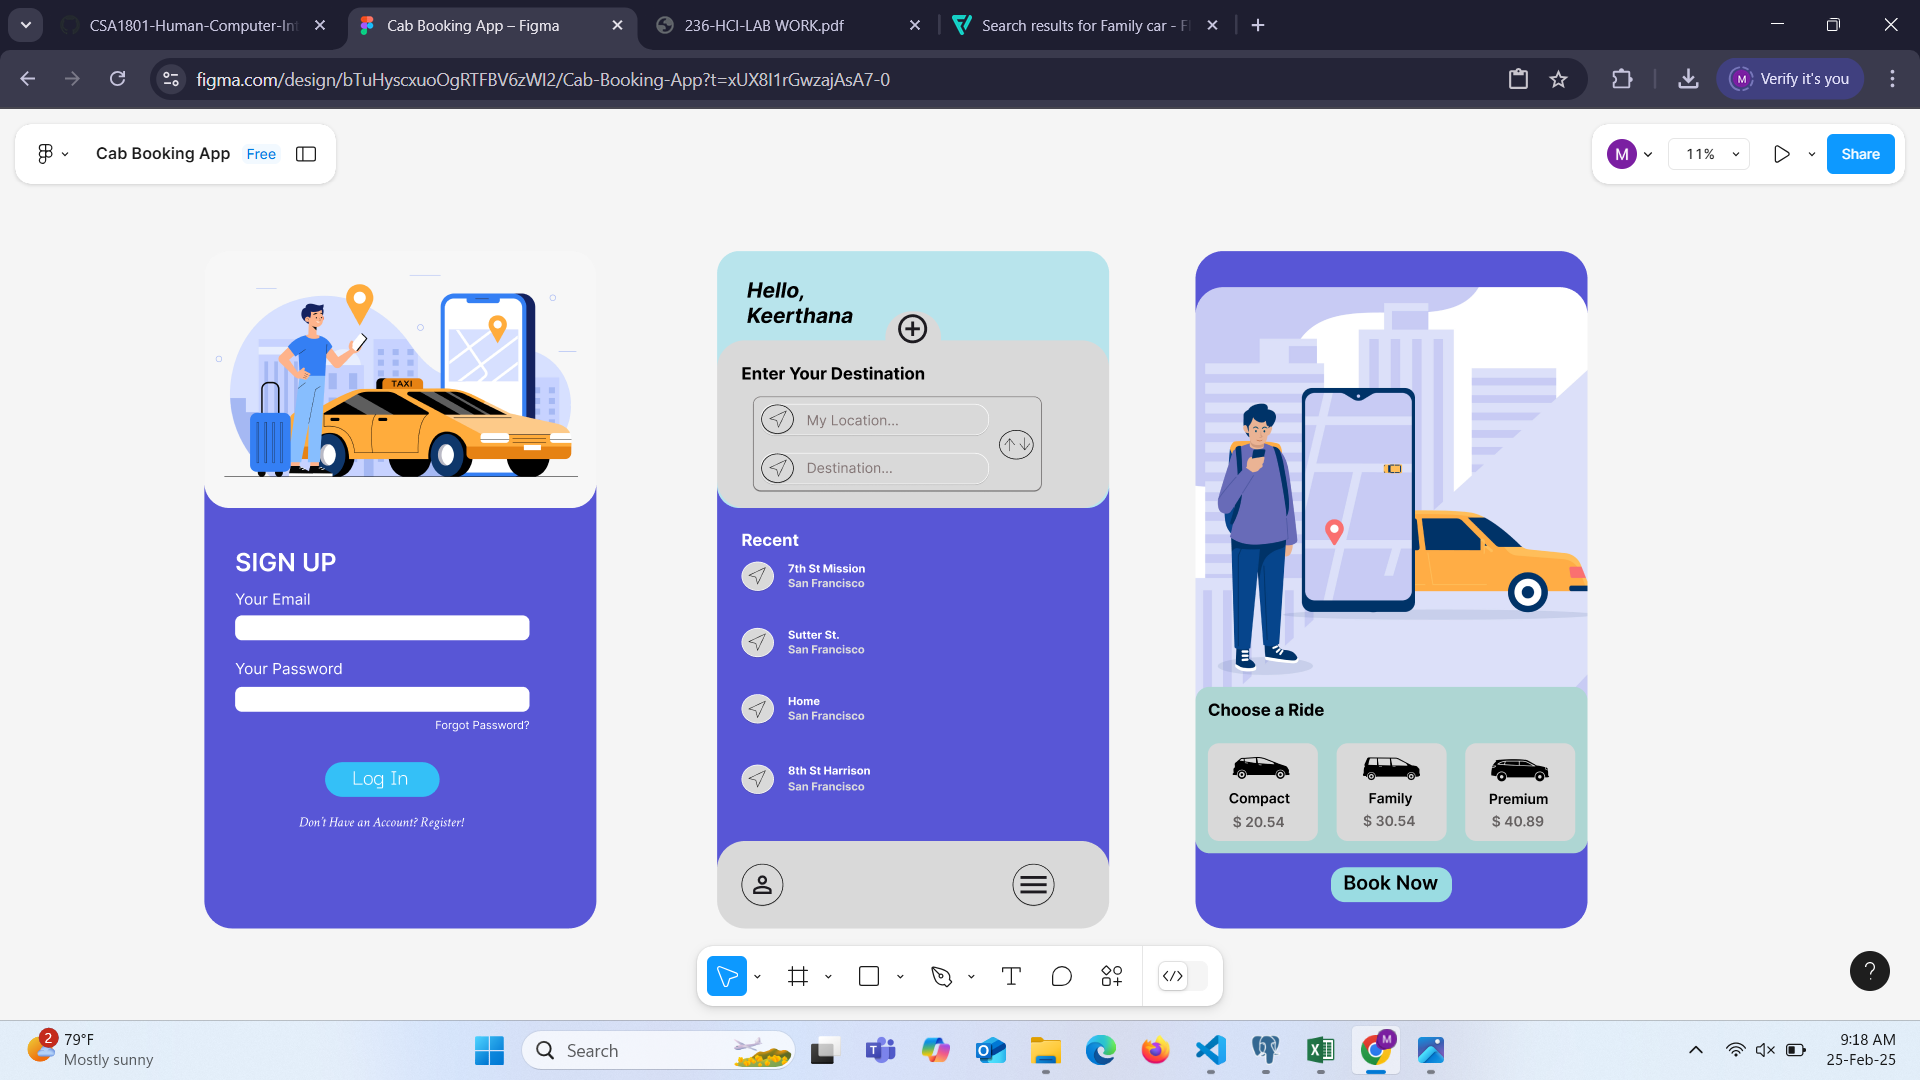 CSA1801-Human-Computer-Int
Cab Booking App – Figma
236-HCI-LAB WORK.pdf
Search results for Family car - Fl
figma.com/design/bTuHyscxuoOgRTFBV6zWI2/Cab-Booking-App?t=xUX8I1rGwzajAsA7-0
M
Verify it's you
Cab Booking App
Free
M
11%
Share
TAXI
SIGN UP
Your Email
Your Password
Forgot Password?
Log In
Don't Have an Account? Register!
Hello,
Keerthana
Enter Your Destination
My Location...
Destination...
Recent
7th St Mission
San Francisco
Sutter St.
San Francisco
Home
San Francisco
8th St Harrison
San Francisco
Choose a Ride
Compact
$ 20.54
Family
$ 30.54
Premium
$ 40.89
Book Now
T
?
2
79°F
Mostly sunny
Search
M
9:18 AM
25-Feb-25